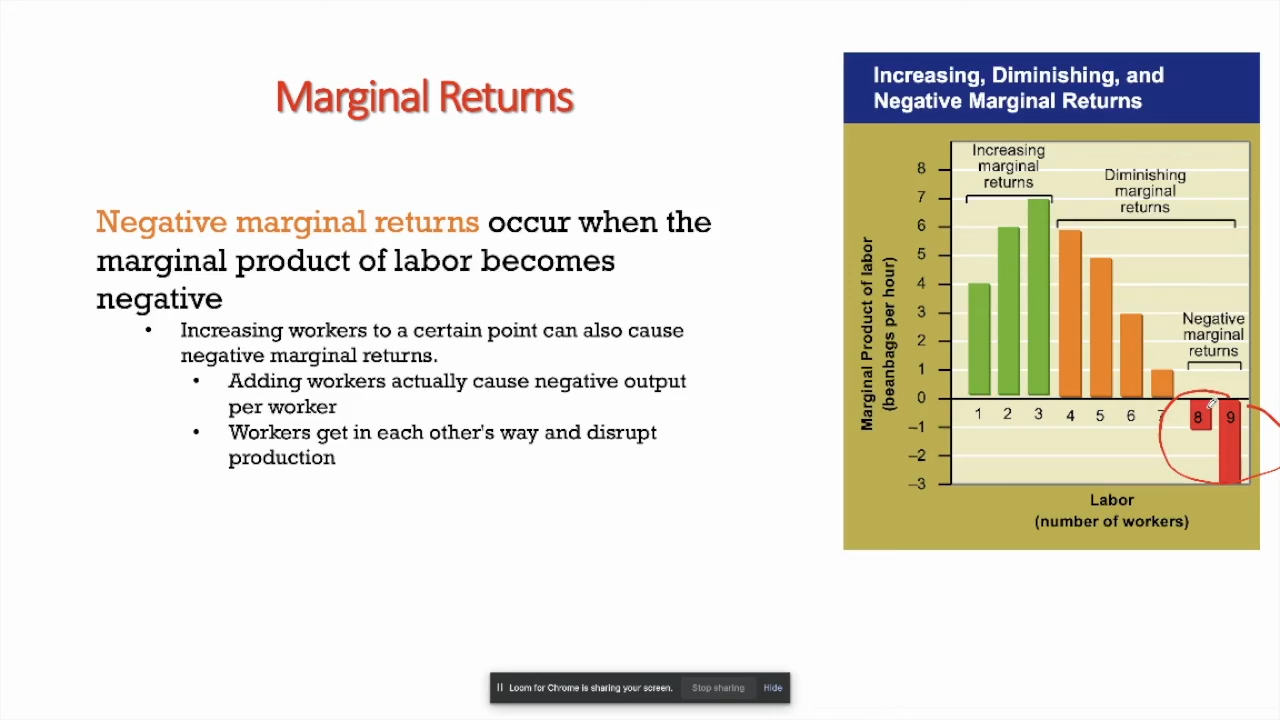 Marginal Returns
Negative marginal returns occur when the
marginal product of labor becomes
negative
• Increasing workers to a certain point can also cause
negative marginal returns.
• Adding workers actually cause negative output
per worker
• Workers get in each other's way and disrupt
production
Increasing, Diminishing, and
Negative Marginal Returns
Increasing
marginal
returns
Diminishing
marginal
returns
Negative
marginal
returns
Marginal Product of labor
(beanbags per hour)
8
7
6
5
4
3
2
1
0
–1
–2
–3
1 2 3 4 5 6 7 8 9
Labor
(number of workers)
Loom for Chrome is sharing your screen. Stop sharing Hide